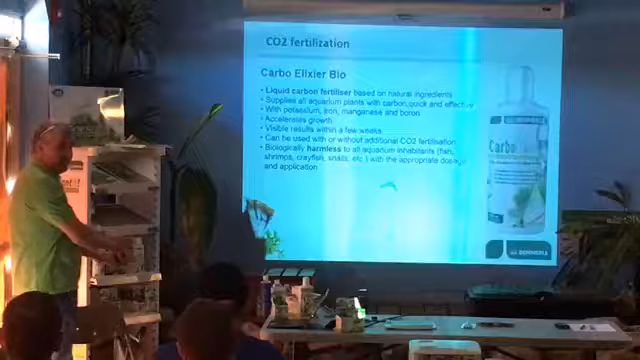 CO2 fertilization
Carbo Elixier Bio
• Liquid carbon fertiliser based on natural ingredients
• Supplies all aquarium plants with carbon, quick and effective
• With potassium, iron, manganese and boron
• Accelerates growth
• Visible results within a few weeks
• Can be used with or without additional CO2 fertilisation
• Biologically harmless to all aquarium inhabitants (fish,
shrimps, crayfish, snails, etc.) with the appropriate dosage
and application
Carbo
DENNERLE